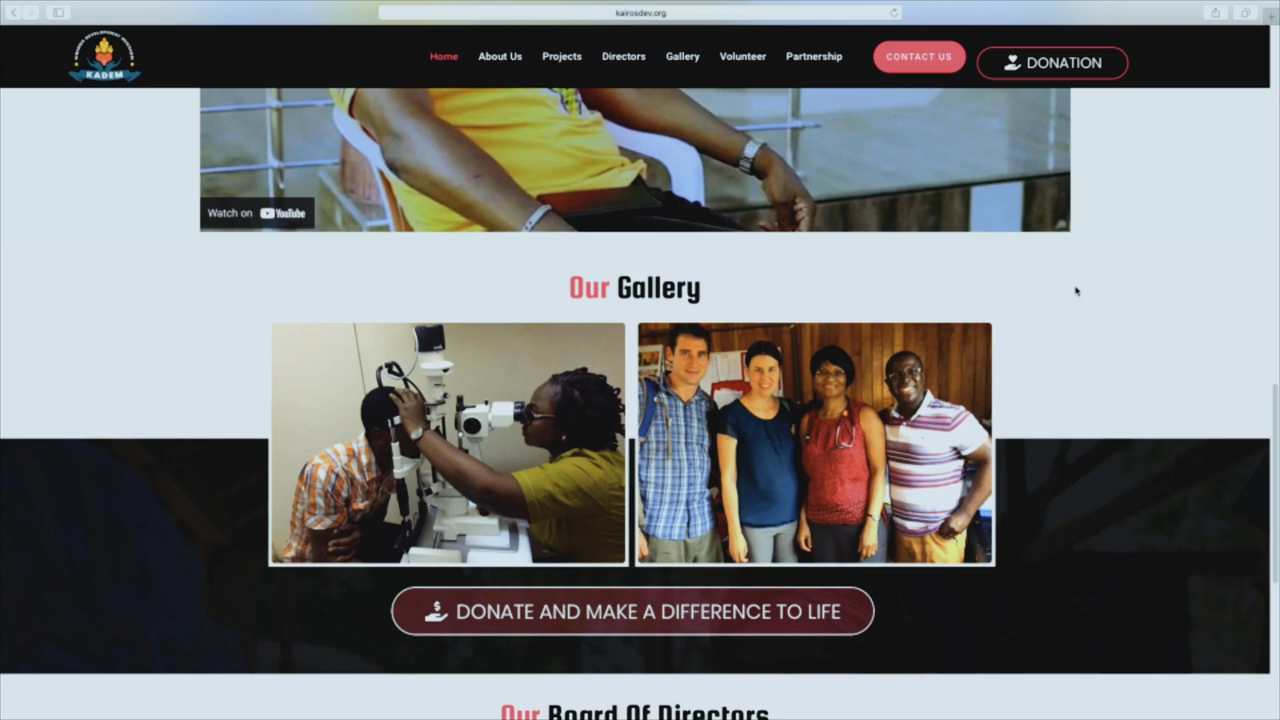 kairosdev.org
KADEM
Home
About Us
Projects
Directors
Gallery
Volunteer
Partnership
CONTACT US
DONATION
Watch on YouTube
Our Gallery
DONATE AND MAKE A DIFFERENCE TO LIFE
Our Board Of Directors